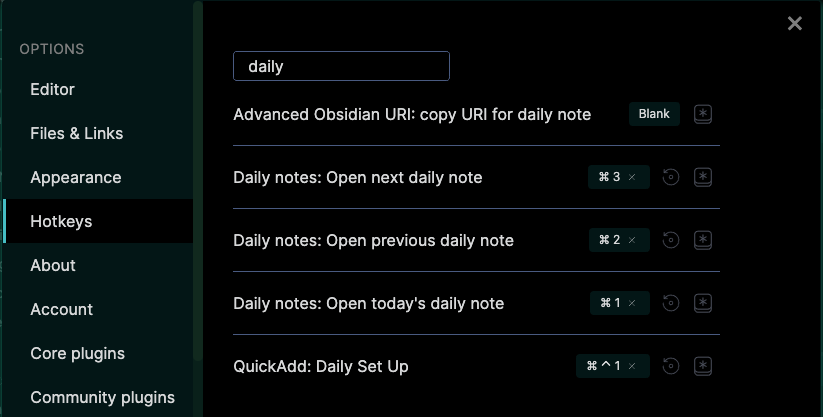 OPTIONS
Editor
Files & Links
Appearance
Hotkeys
About
Account
Core plugins
Community plugins
daily
Advanced Obsidian URI: copy URI for daily note Blank
Daily notes: Open next daily note ⌘ 3 ×
Daily notes: Open previous daily note ⌘ 2 ×
Daily notes: Open today's daily note ⌘ 1 ×
QuickAdd: Daily Set Up ⌘ ^ 1 ×